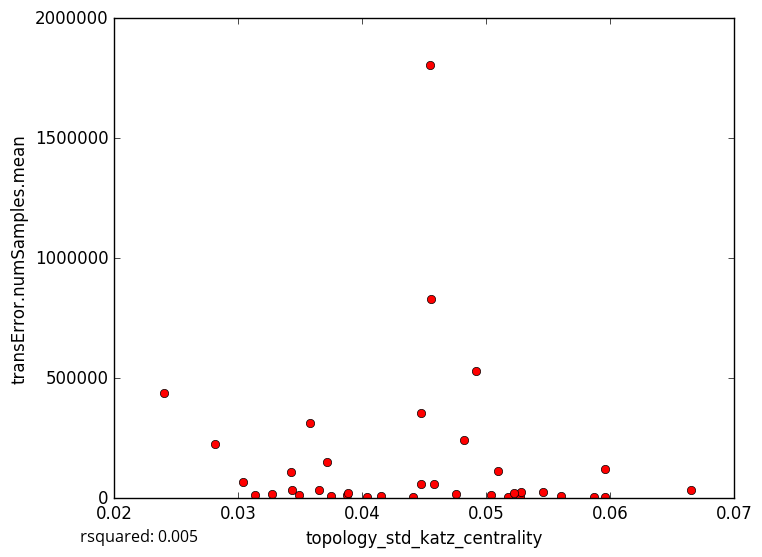 2000000
1500000
1000000
500000
0
transError.numSamples.mean
0.02 0.03 0.04 0.05 0.06 0.07
topology_std_katz_centrality
rsquared: 0.005